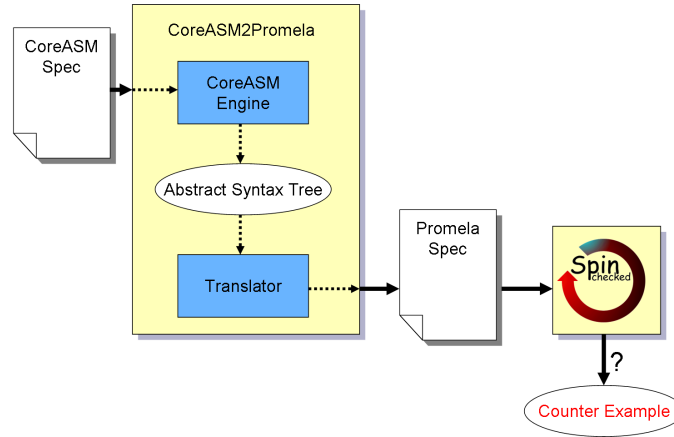 CoreASM
Spec
CoreASM2Promela
CoreASM
Engine
Abstract Syntax Tree
Translator
Promela
Spec
Spin
checked
?
Counter Example